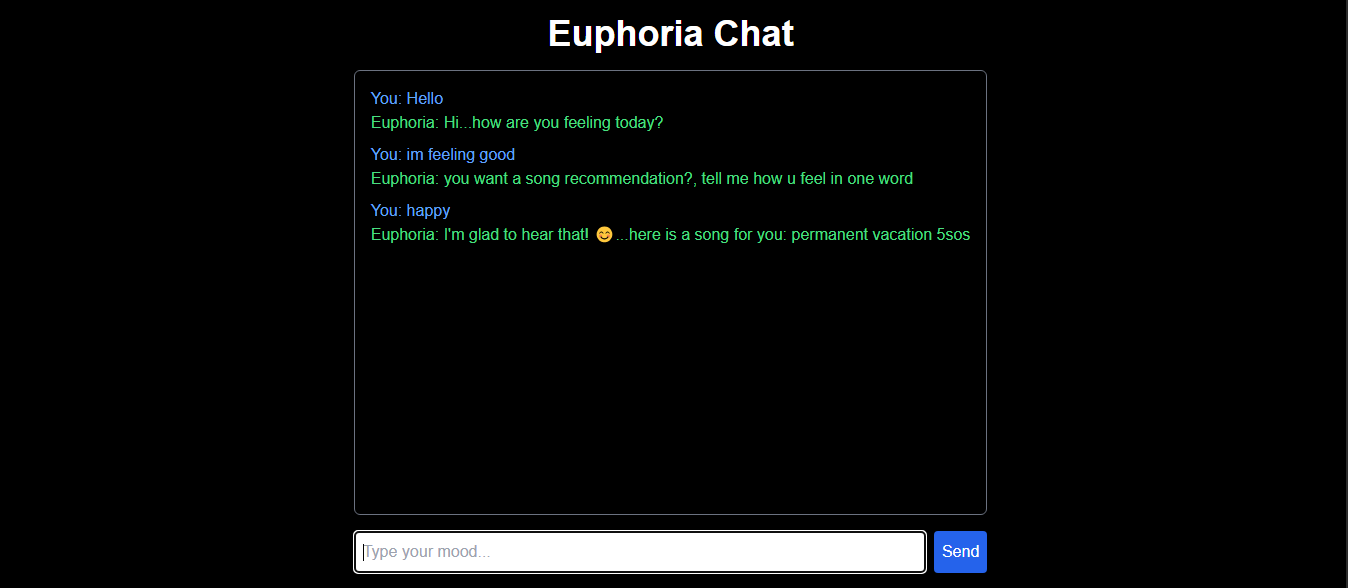 Euphoria Chat
You: Hello
Euphoria: Hi...how are you feeling today?
You: im feeling good
Euphoria: you want a song recommendation?, tell me how u feel in one word
You: happy
Euphoria: I'm glad to hear that! 😊...here is a song for you: permanent vacation 5sos
Type your mood...
Send